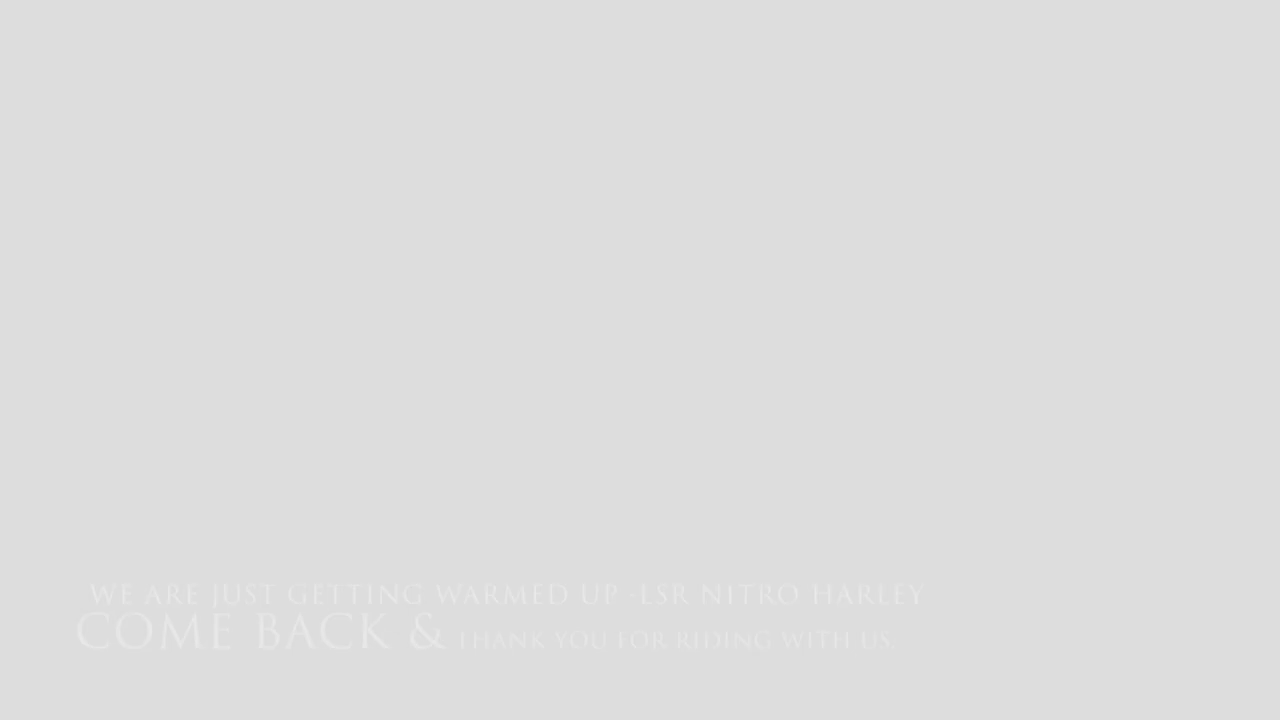 WE ARE JUST GETTING WARMED UP -LSR NITRO HARLEY
COME BACK & THANK YOU FOR RIDING WITH US.